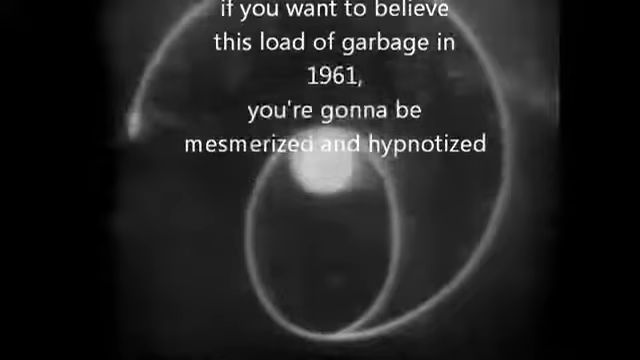 if you want to believe
this load of garbage in
1961,
you're gonna be
mesmerized and hypnotized